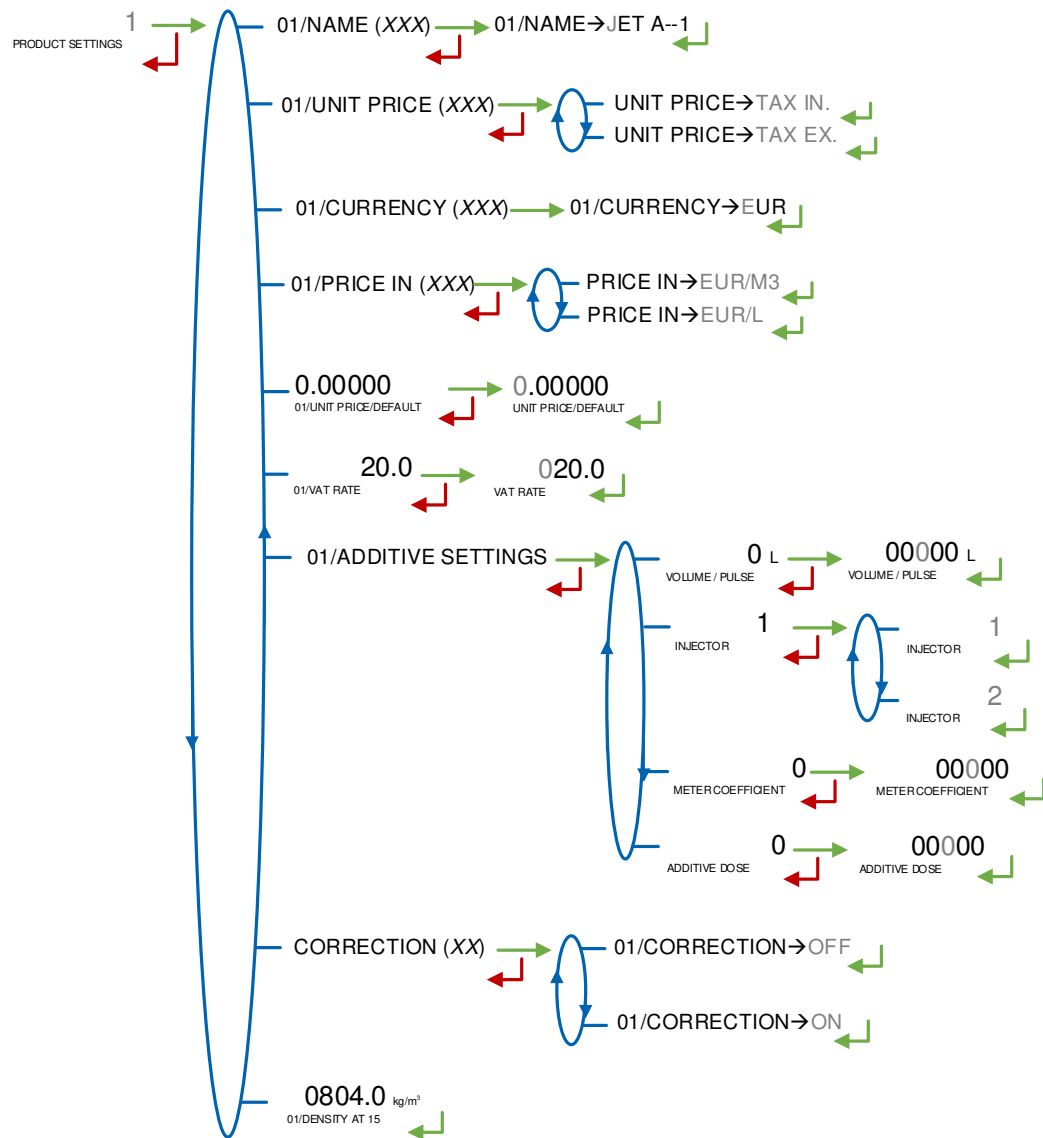 1
PRODUCT SETTINGS
01/NAME (XXX) 01/NAME→JET A--1
01/UNIT PRICE (XXX) UNIT PRICE→TAX IN.
UNIT PRICE→TAX EX.
01/CURRENCY (XXX) 01/CURRENCY→EUR
01/PRICE IN (XXX) PRICE IN→EUR/M3
PRICE IN→EUR/L
0.00000 0.00000
01/UNIT PRICE/DEFAULT UNIT PRICE/DEFAULT
20.0 020.0
01/VAT RATE VAT RATE
01/ADDITIVE SETTINGS
0 L 00000 L
VOLUME / PULSE VOLUME / PULSE
1 1
INJECTOR INJECTOR
2
INJECTOR
0 00000
METER COEFFICIENT METER COEFFICIENT
0 00000
ADDITIVE DOSE ADDITIVE DOSE
CORRECTION (XX) 01/CORRECTION→OFF
01/CORRECTION→ON
0804.0 kg/m³
01/DENSITY AT 15